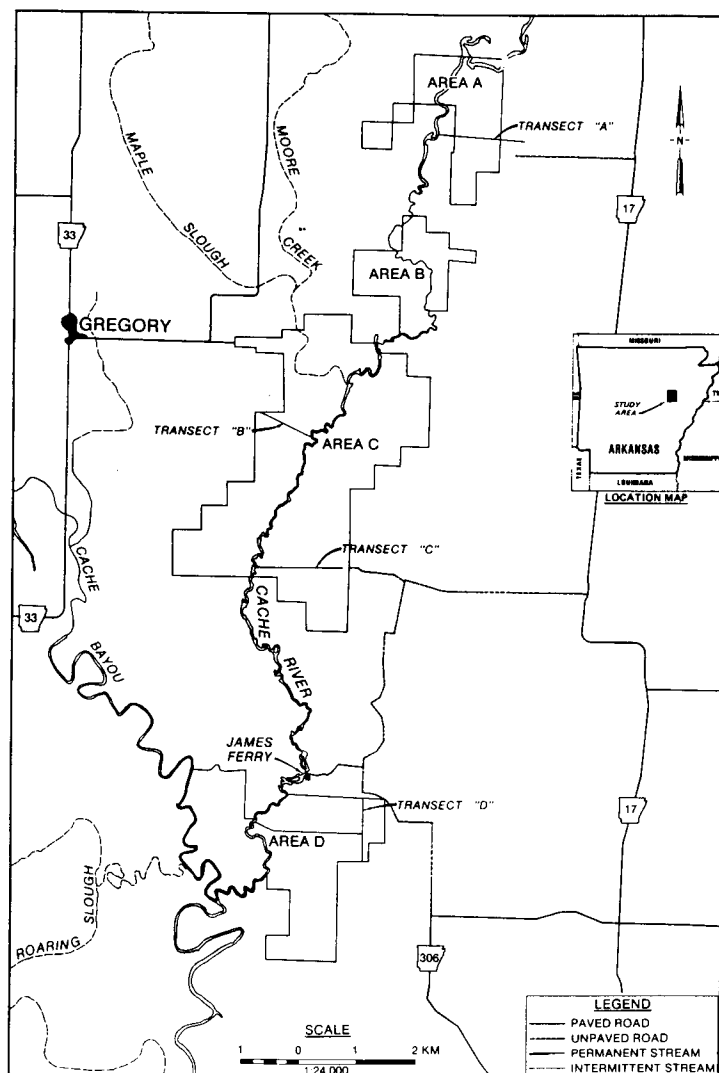 AREA A
TRANSECT "A"
MAPLE
SLOUGH
MOORE
CREEK
N
17
33
AREA B
GREGORY
MISSOURI
STUDY
AREA
ARKANSAS
TEXAS
LOUISIANA
LOCATION MAP
TRANSECT "B"
AREA C
TRANSECT "C"
CACHE
BAYOU
33
CACHE
RIVER
JAMES
FERRY
TRANSECT "D"
17
AREA D
SLOUGH
ROARING
306
SCALE
1 0 1 2 KM
1:24,000
LEGEND
PAVED ROAD
UNPAVED ROAD
PERMANENT STREAM
INTERMITTENT STREAM